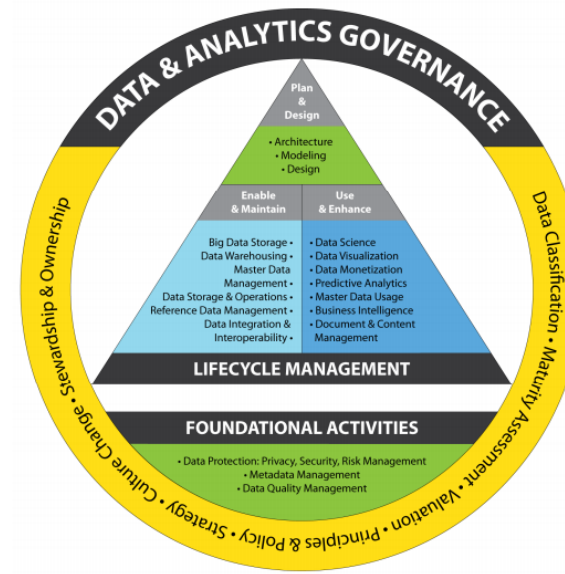 DATA & ANALYTICS GOVERNANCE
Plan
&
Design
• Architecture
• Modeling
• Design
Enable
& Maintain
Use
& Enhance
Big Data Storage •
Data Warehousing •
Master Data
Management •
Data Storage & Operations •
Reference Data Management •
Data Integration &
Interoperability •
• Data Science
• Data Visualization
• Data Monetization
• Predictive Analytics
• Master Data Usage
• Business Intelligence
• Document & Content
Management
LIFECYCLE MANAGEMENT
FOUNDATIONAL ACTIVITIES
• Data Protection: Privacy, Security, Risk Management
• Metadata Management
• Data Quality Management
Data Classification • Maturity Assessment • Valuation • Principles & Policy • Strategy • Culture Change • Stewardship & Ownership